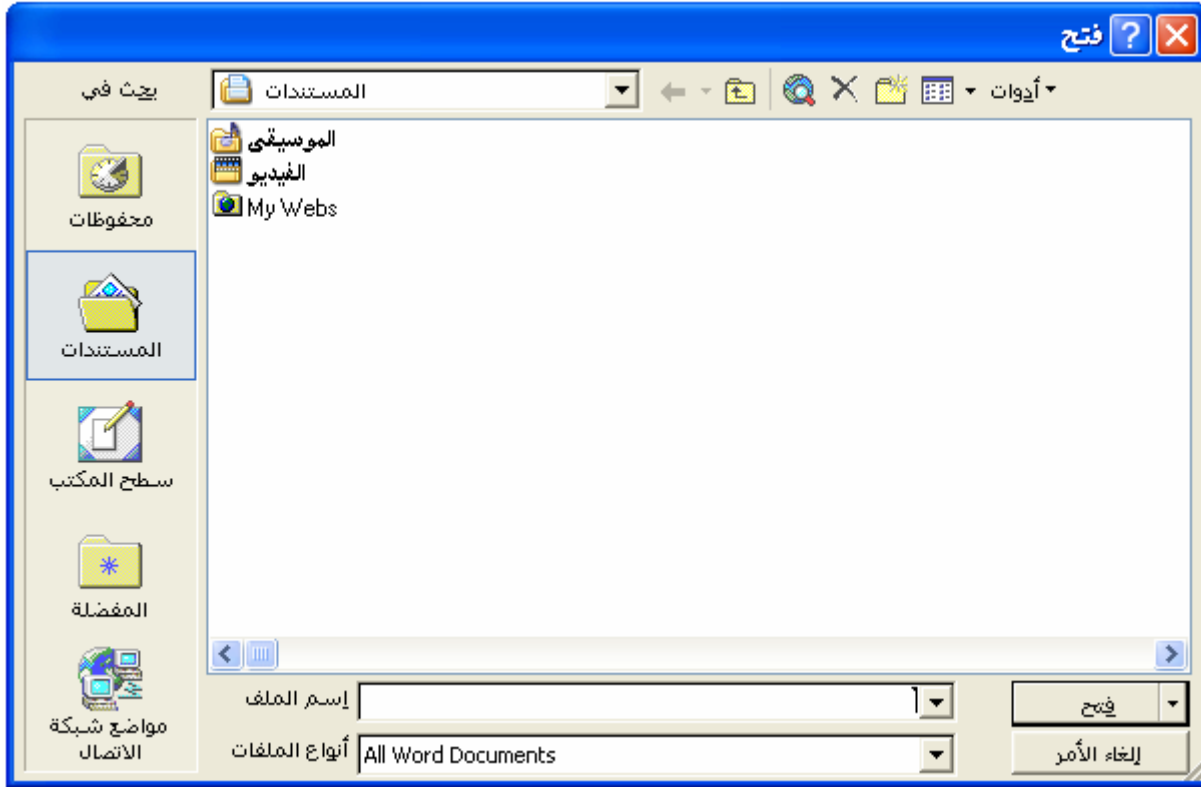 فتح
بحث في
المستندات
أدوات
محفوظات
المستندات
سطح المكتب
المفضلة
مواضع شبكة
الاتصال
الموسيقى
الفيديو
My Webs
إسم الملف
فتح
أنواع الملفات
All Word Documents
إلغاء الأمر